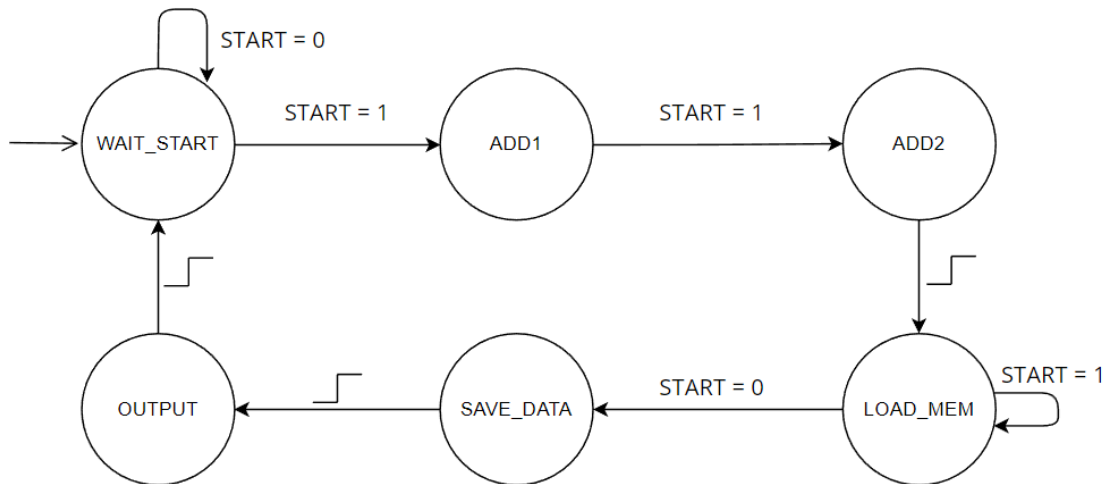 START = 0
START = 1
START = 1
WAIT_START
ADD1
ADD2
START = 1
START = 0
OUTPUT
SAVE_DATA
LOAD_MEM